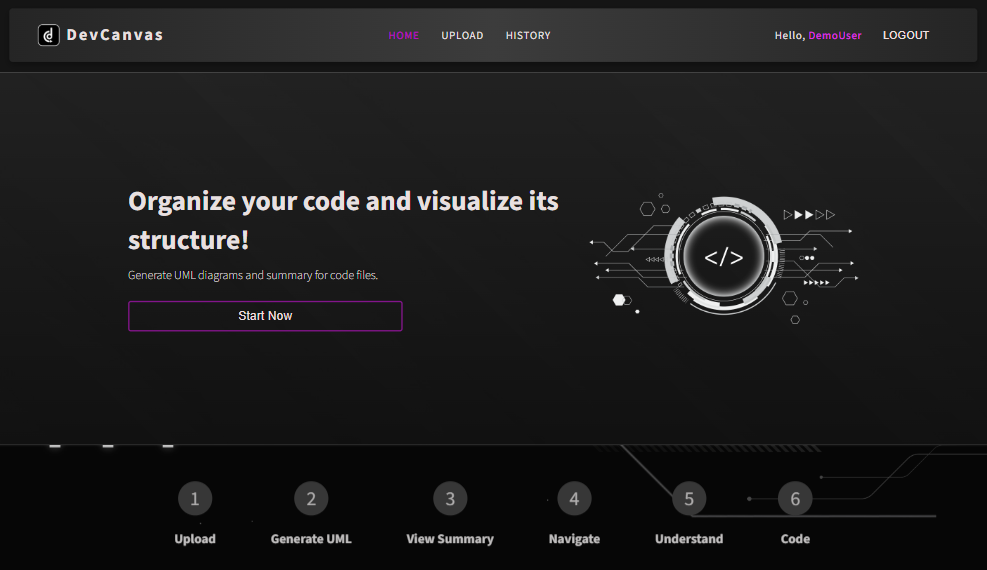 DevCanvas
HOME UPLOAD HISTORY
Hello, DemoUser LOGOUT
Organize your code and visualize its
structure!
Generate UML diagrams and summary for code files.
Start Now
</>
1 2 3 4 5 6
Upload Generate UML View Summary Navigate Understand Code